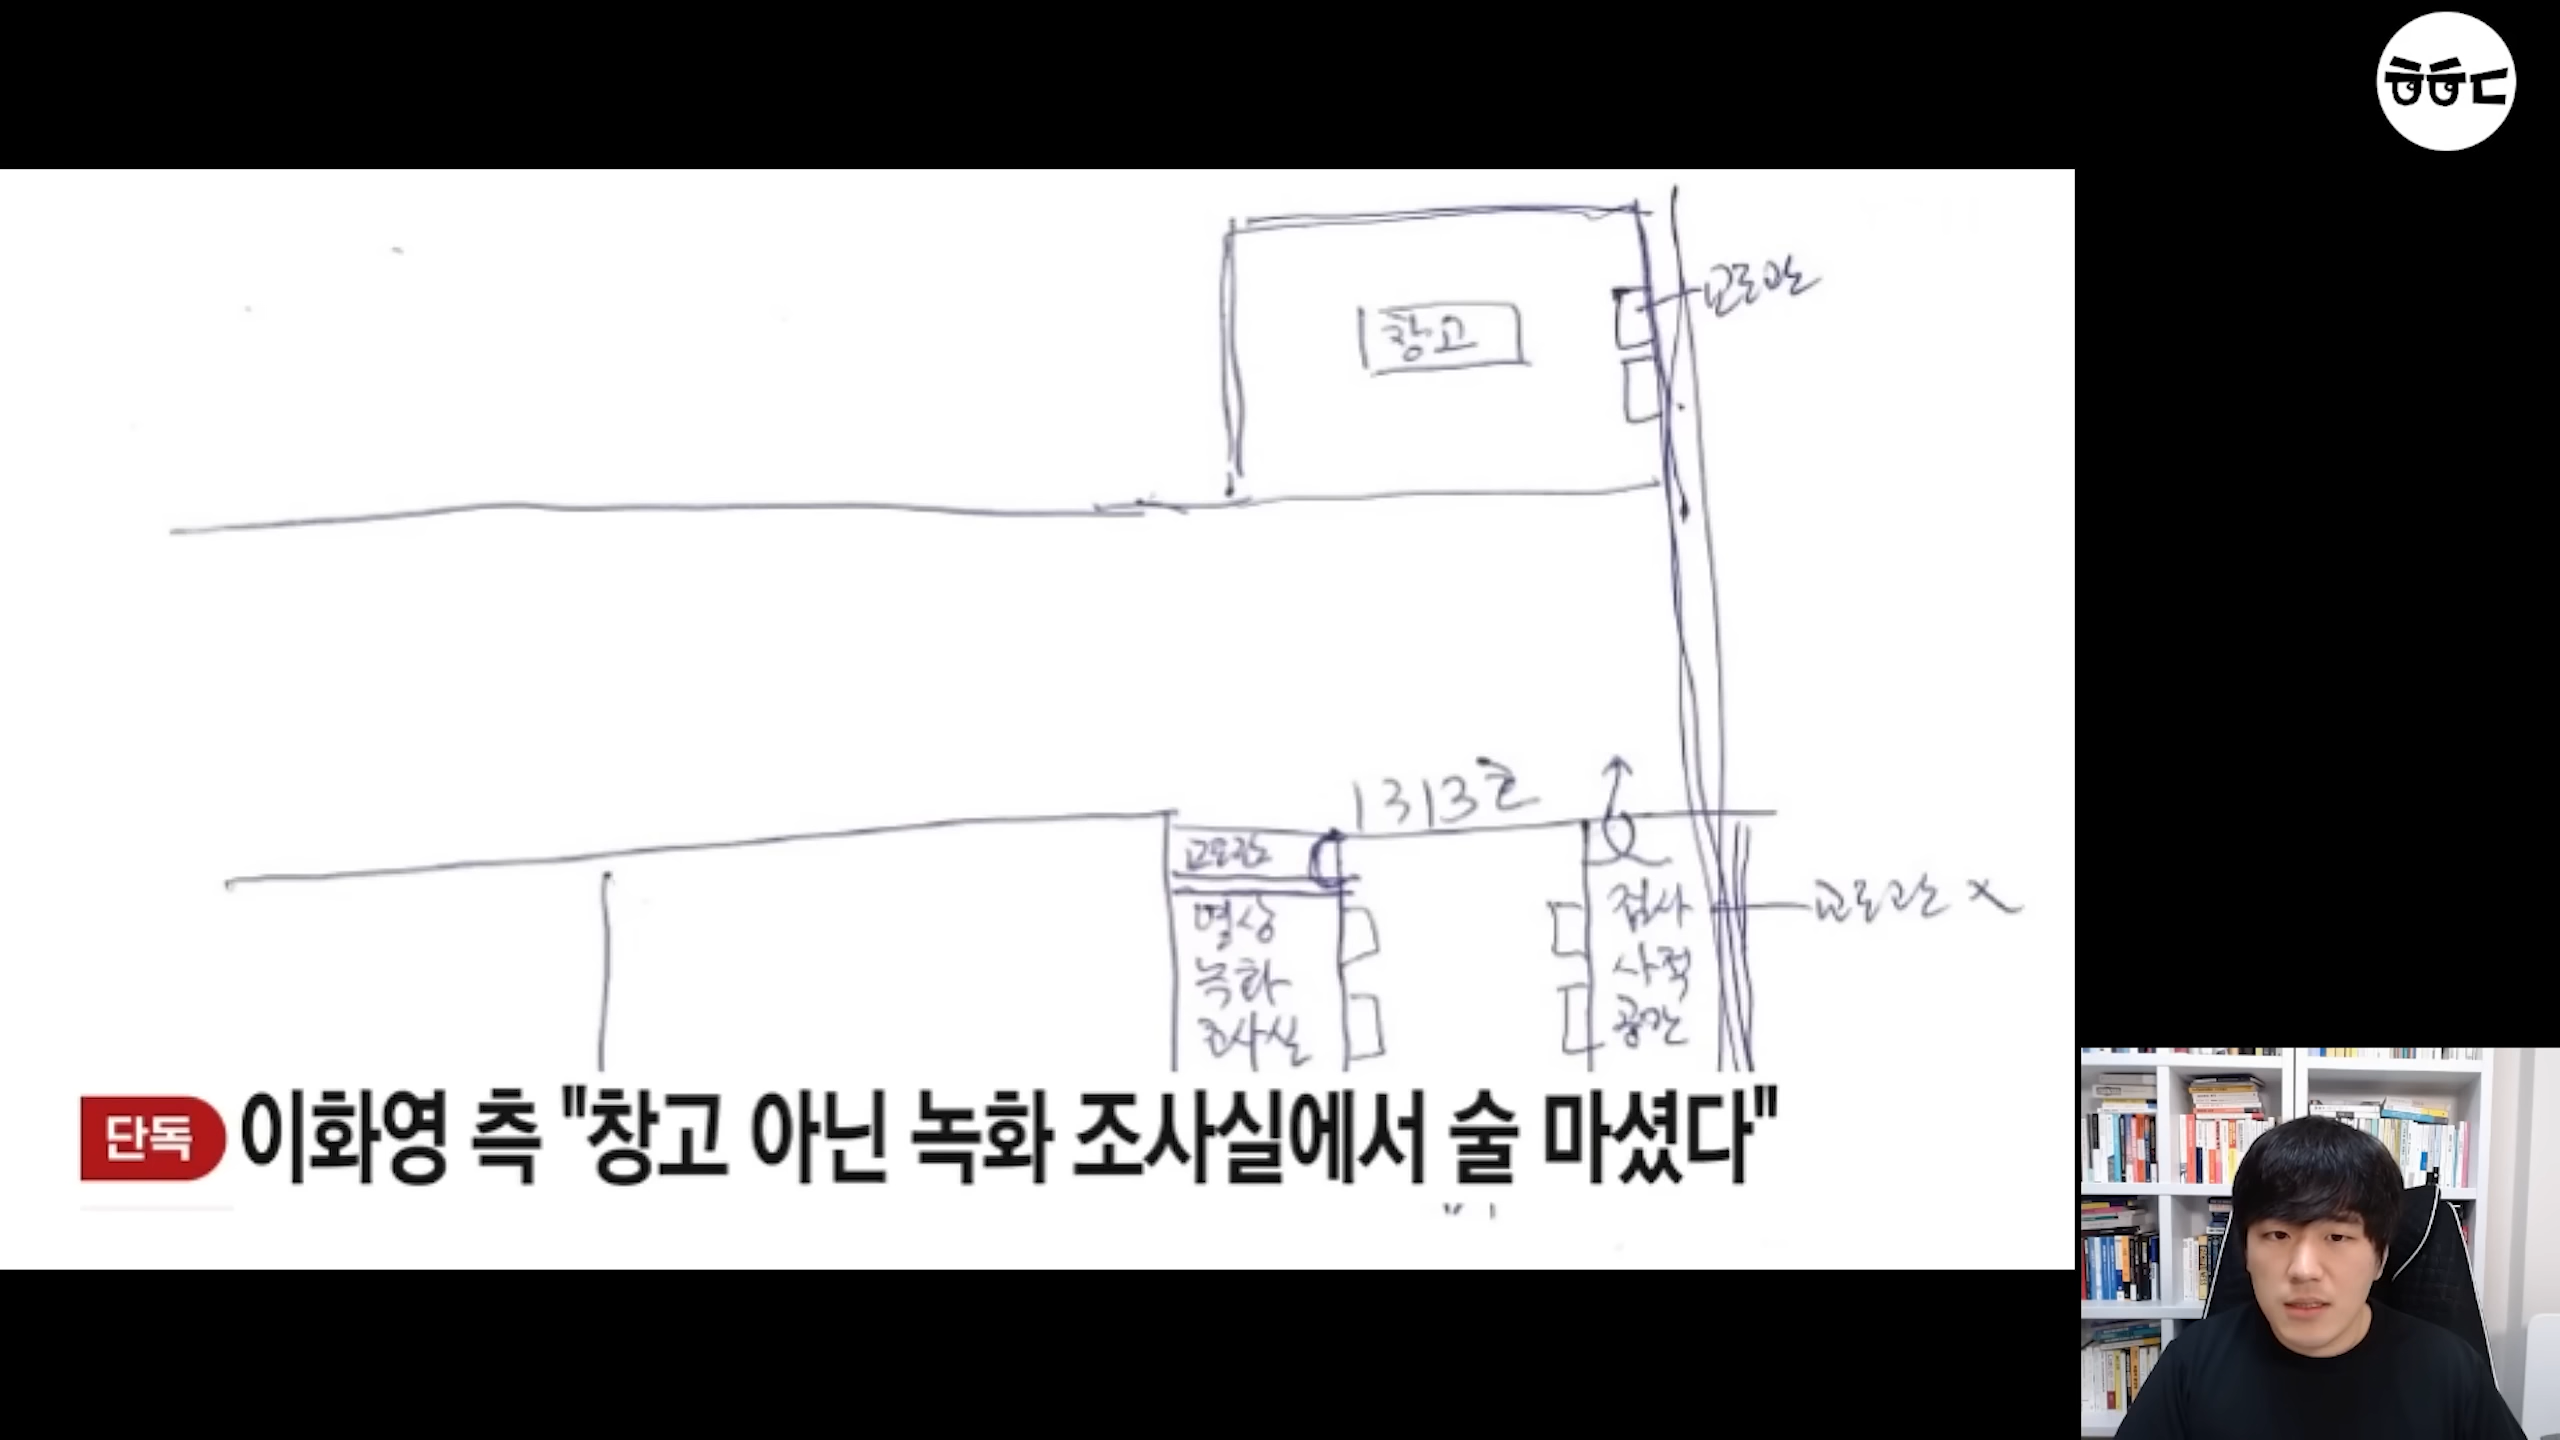 ㅎㅎㄷ
교도관
창고
1313호
교도관
영상
녹화
조사실
검사
사적
공간
교도관 X
단독 이화영 측 "창고 아닌 녹화 조사실에서 술 마셨다"